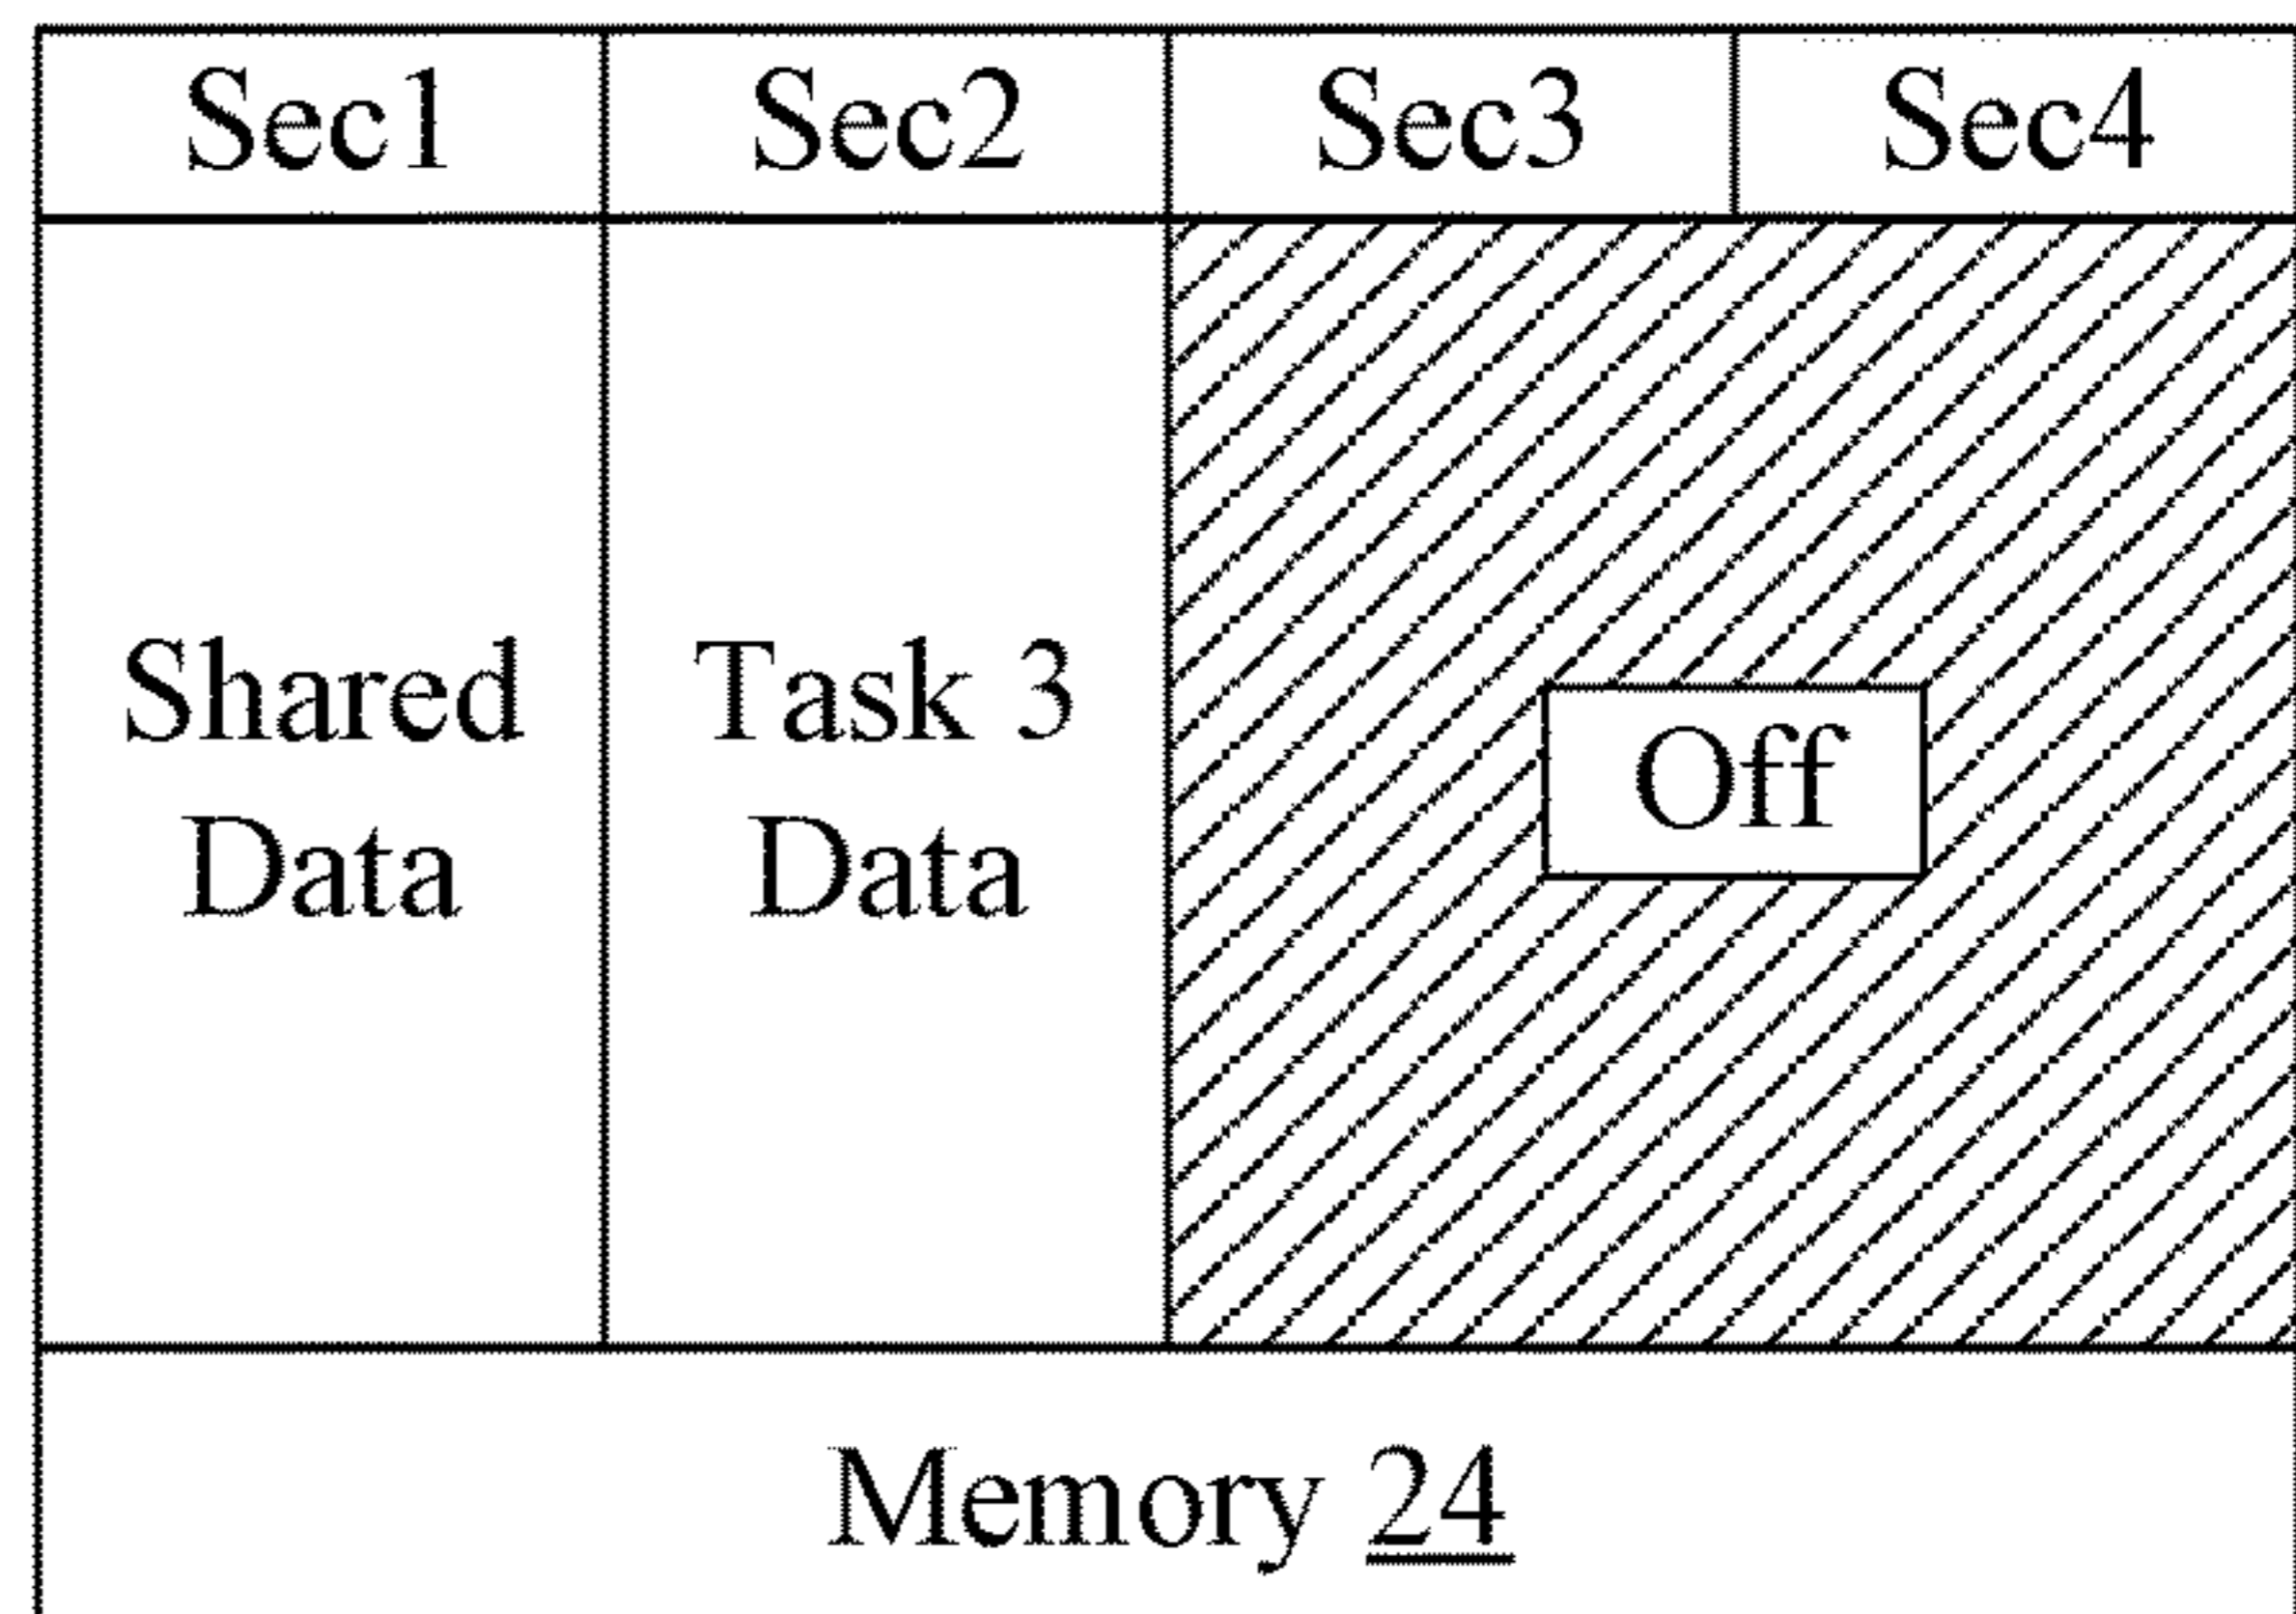 Sec1 Sec2 Sec3 Sec4
Shared
Data
Task 3
Data
Off
Memory 24